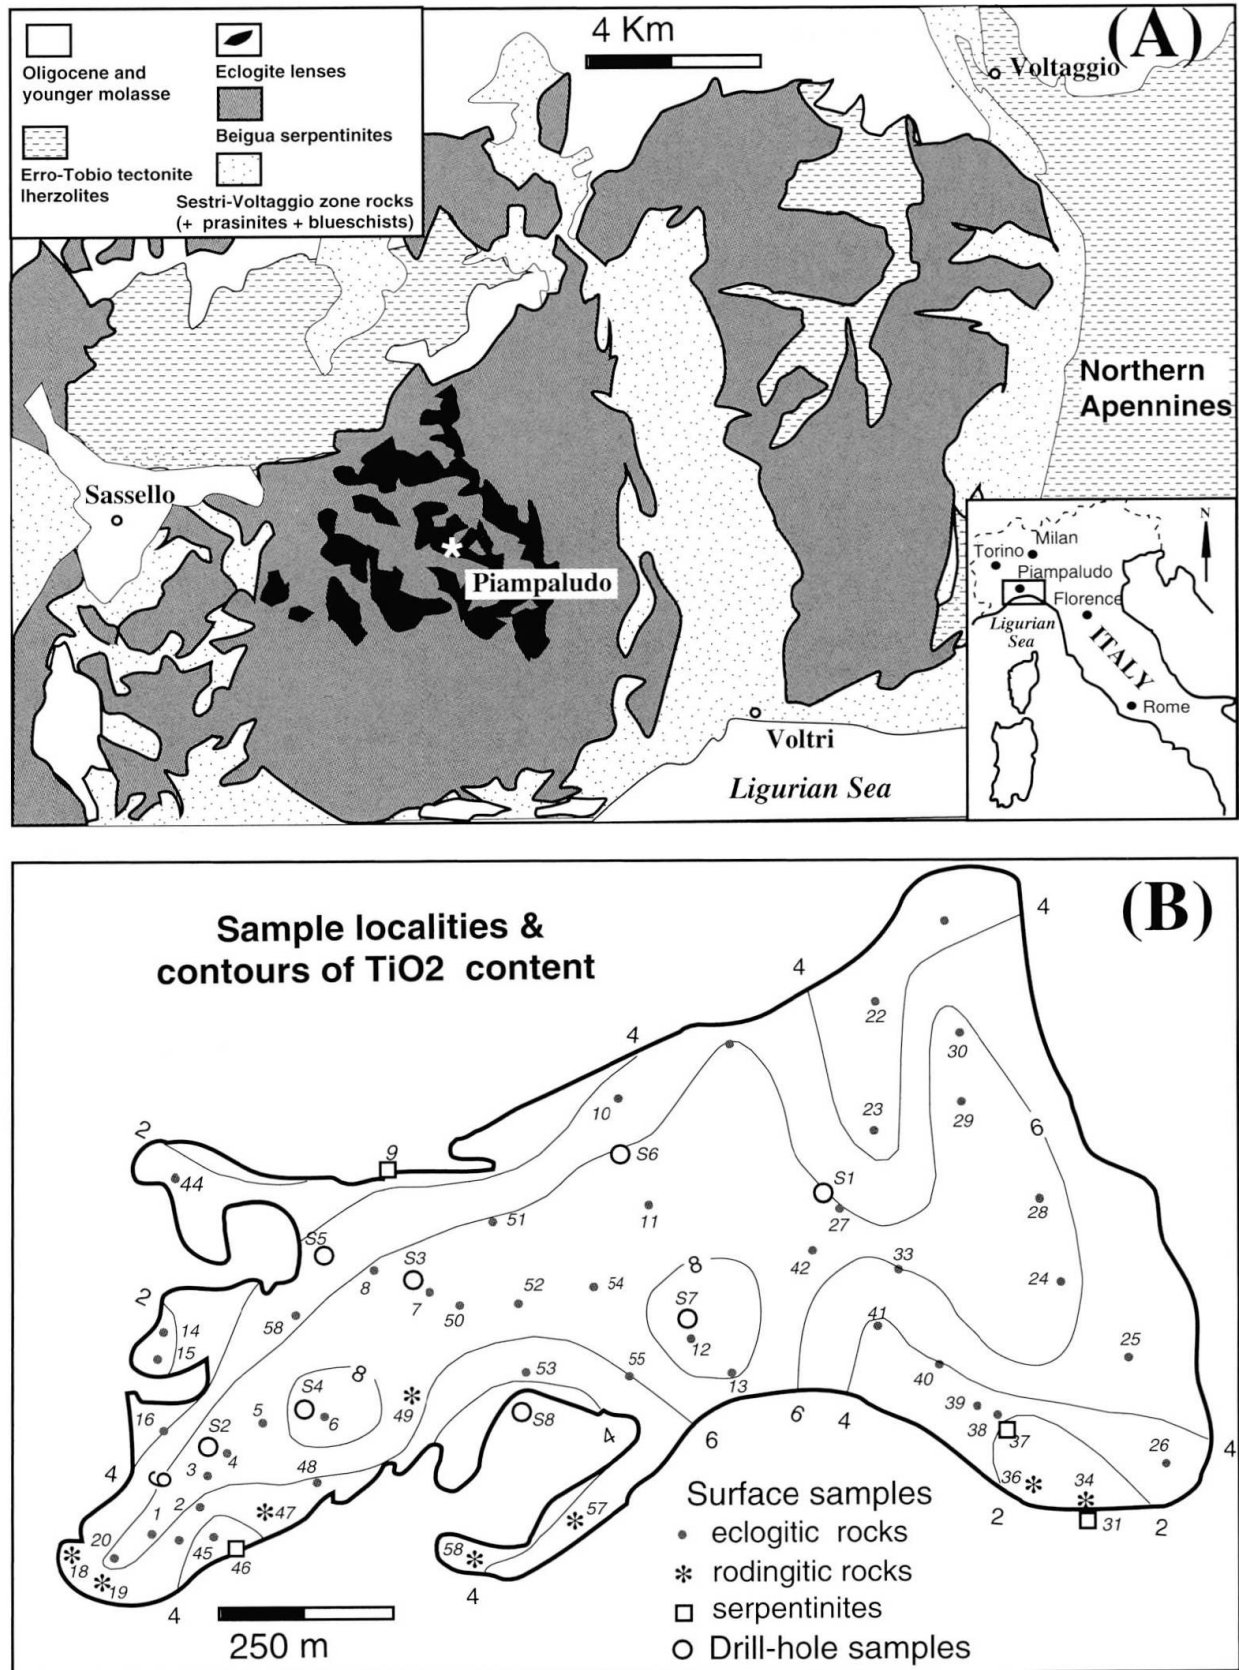 (A)
4 Km
Oligocene and
younger molasse
Eclogite lenses
Beigua serpentinites
Erro-Tobio tectonite
lherzolites
Sestri-Voltaggio zone rocks
(+ prasinites + blueschists)
Voltaggio
Northern
Apennines
Sassello
*
Piampaludo
Voltri
Ligurian Sea
N
Milan
Torino
Piampaludo
Florence
Ligurian
Sea
ITALY
Rome
(B)
Sample localities &
contours of TiO2 content
4
4
22
4
30
10
23
29
6
2
9
44
S6
S1
11
27
28
51
S5
S3
8
42
33
24
2
8
7
50
52
54
S7
12
41
14
15
58
25
55
53
13
40
S4
8
6
5
49
16
S2
S8
4
6
6
4
39
38
37
26
4
4
6
3
4
48
36
34
2
31
2
1
2
47
57
20
45
46
18
19
58
4
4
250 m
Surface samples
eclogitic rocks
rodingitic rocks
serpentinites
Drill-hole samples